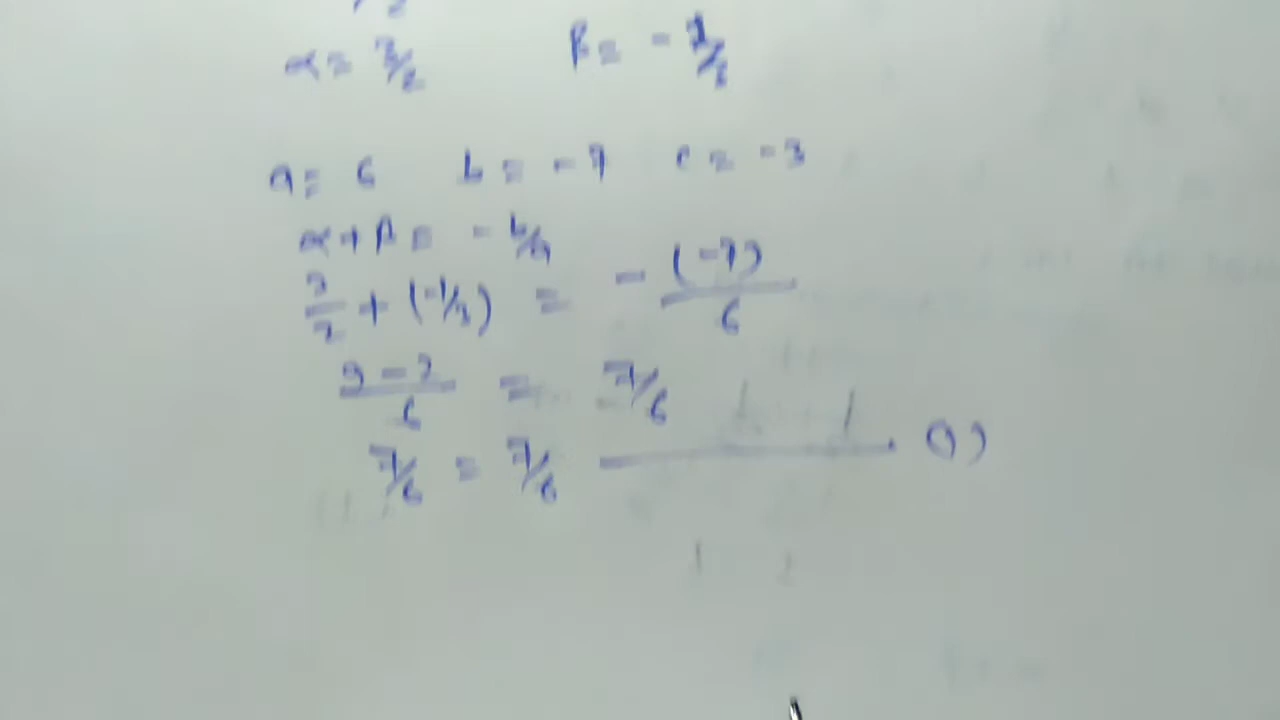 α = 3/2 β = -1/3
a = 6 b = -7 c = -3
α + β = -b/a
3/2 + (-1/3) = -(-7)/6
9-2/6 = 7/6
7/6 = 7/6 (1)